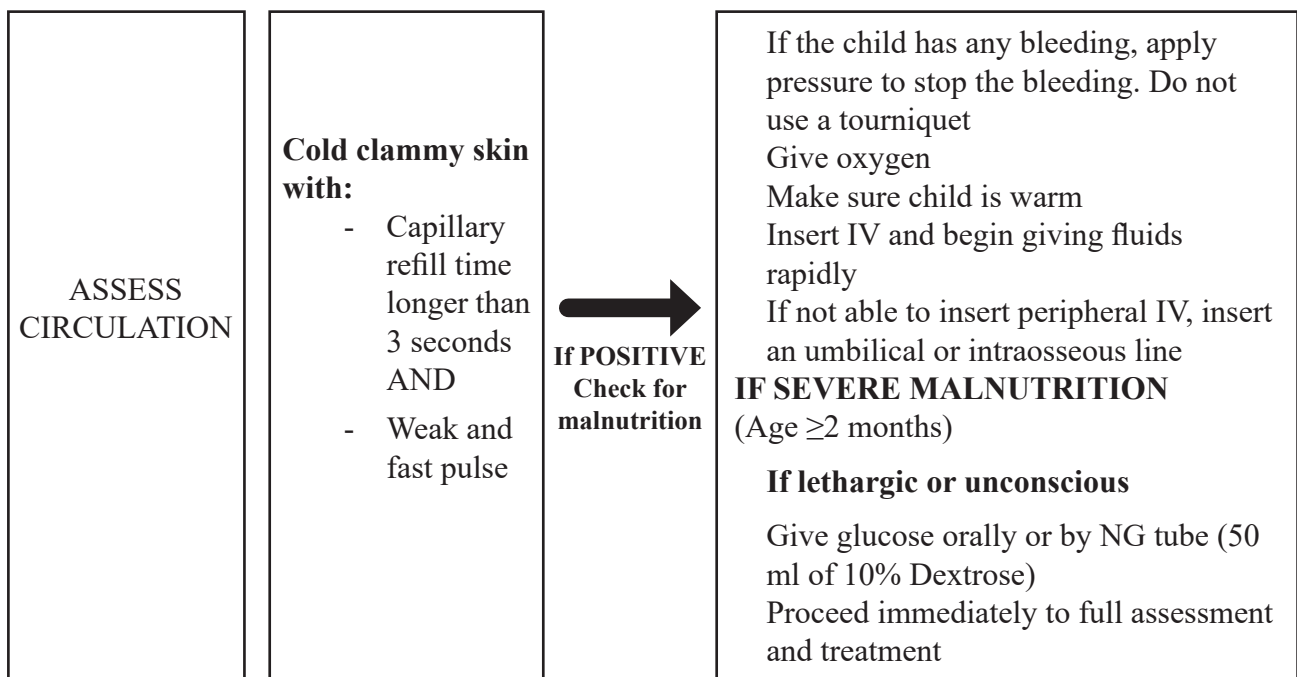 ASSESS
CIRCULATION
Cold clammy skin
with:
- Capillary
refill time
longer than
3 seconds
AND
- Weak and
fast pulse
If POSITIVE
Check for
malnutrition
If the child has any bleeding, apply
pressure to stop the bleeding. Do not
use a tourniquet
Give oxygen
Make sure child is warm
Insert IV and begin giving fluids
rapidly
If not able to insert peripheral IV, insert
an umbilical or intraosseous line
IF SEVERE MALNUTRITION
(Age ≥2 months)
If lethargic or unconscious
Give glucose orally or by NG tube (50
ml of 10% Dextrose)
Proceed immediately to full assessment
and treatment